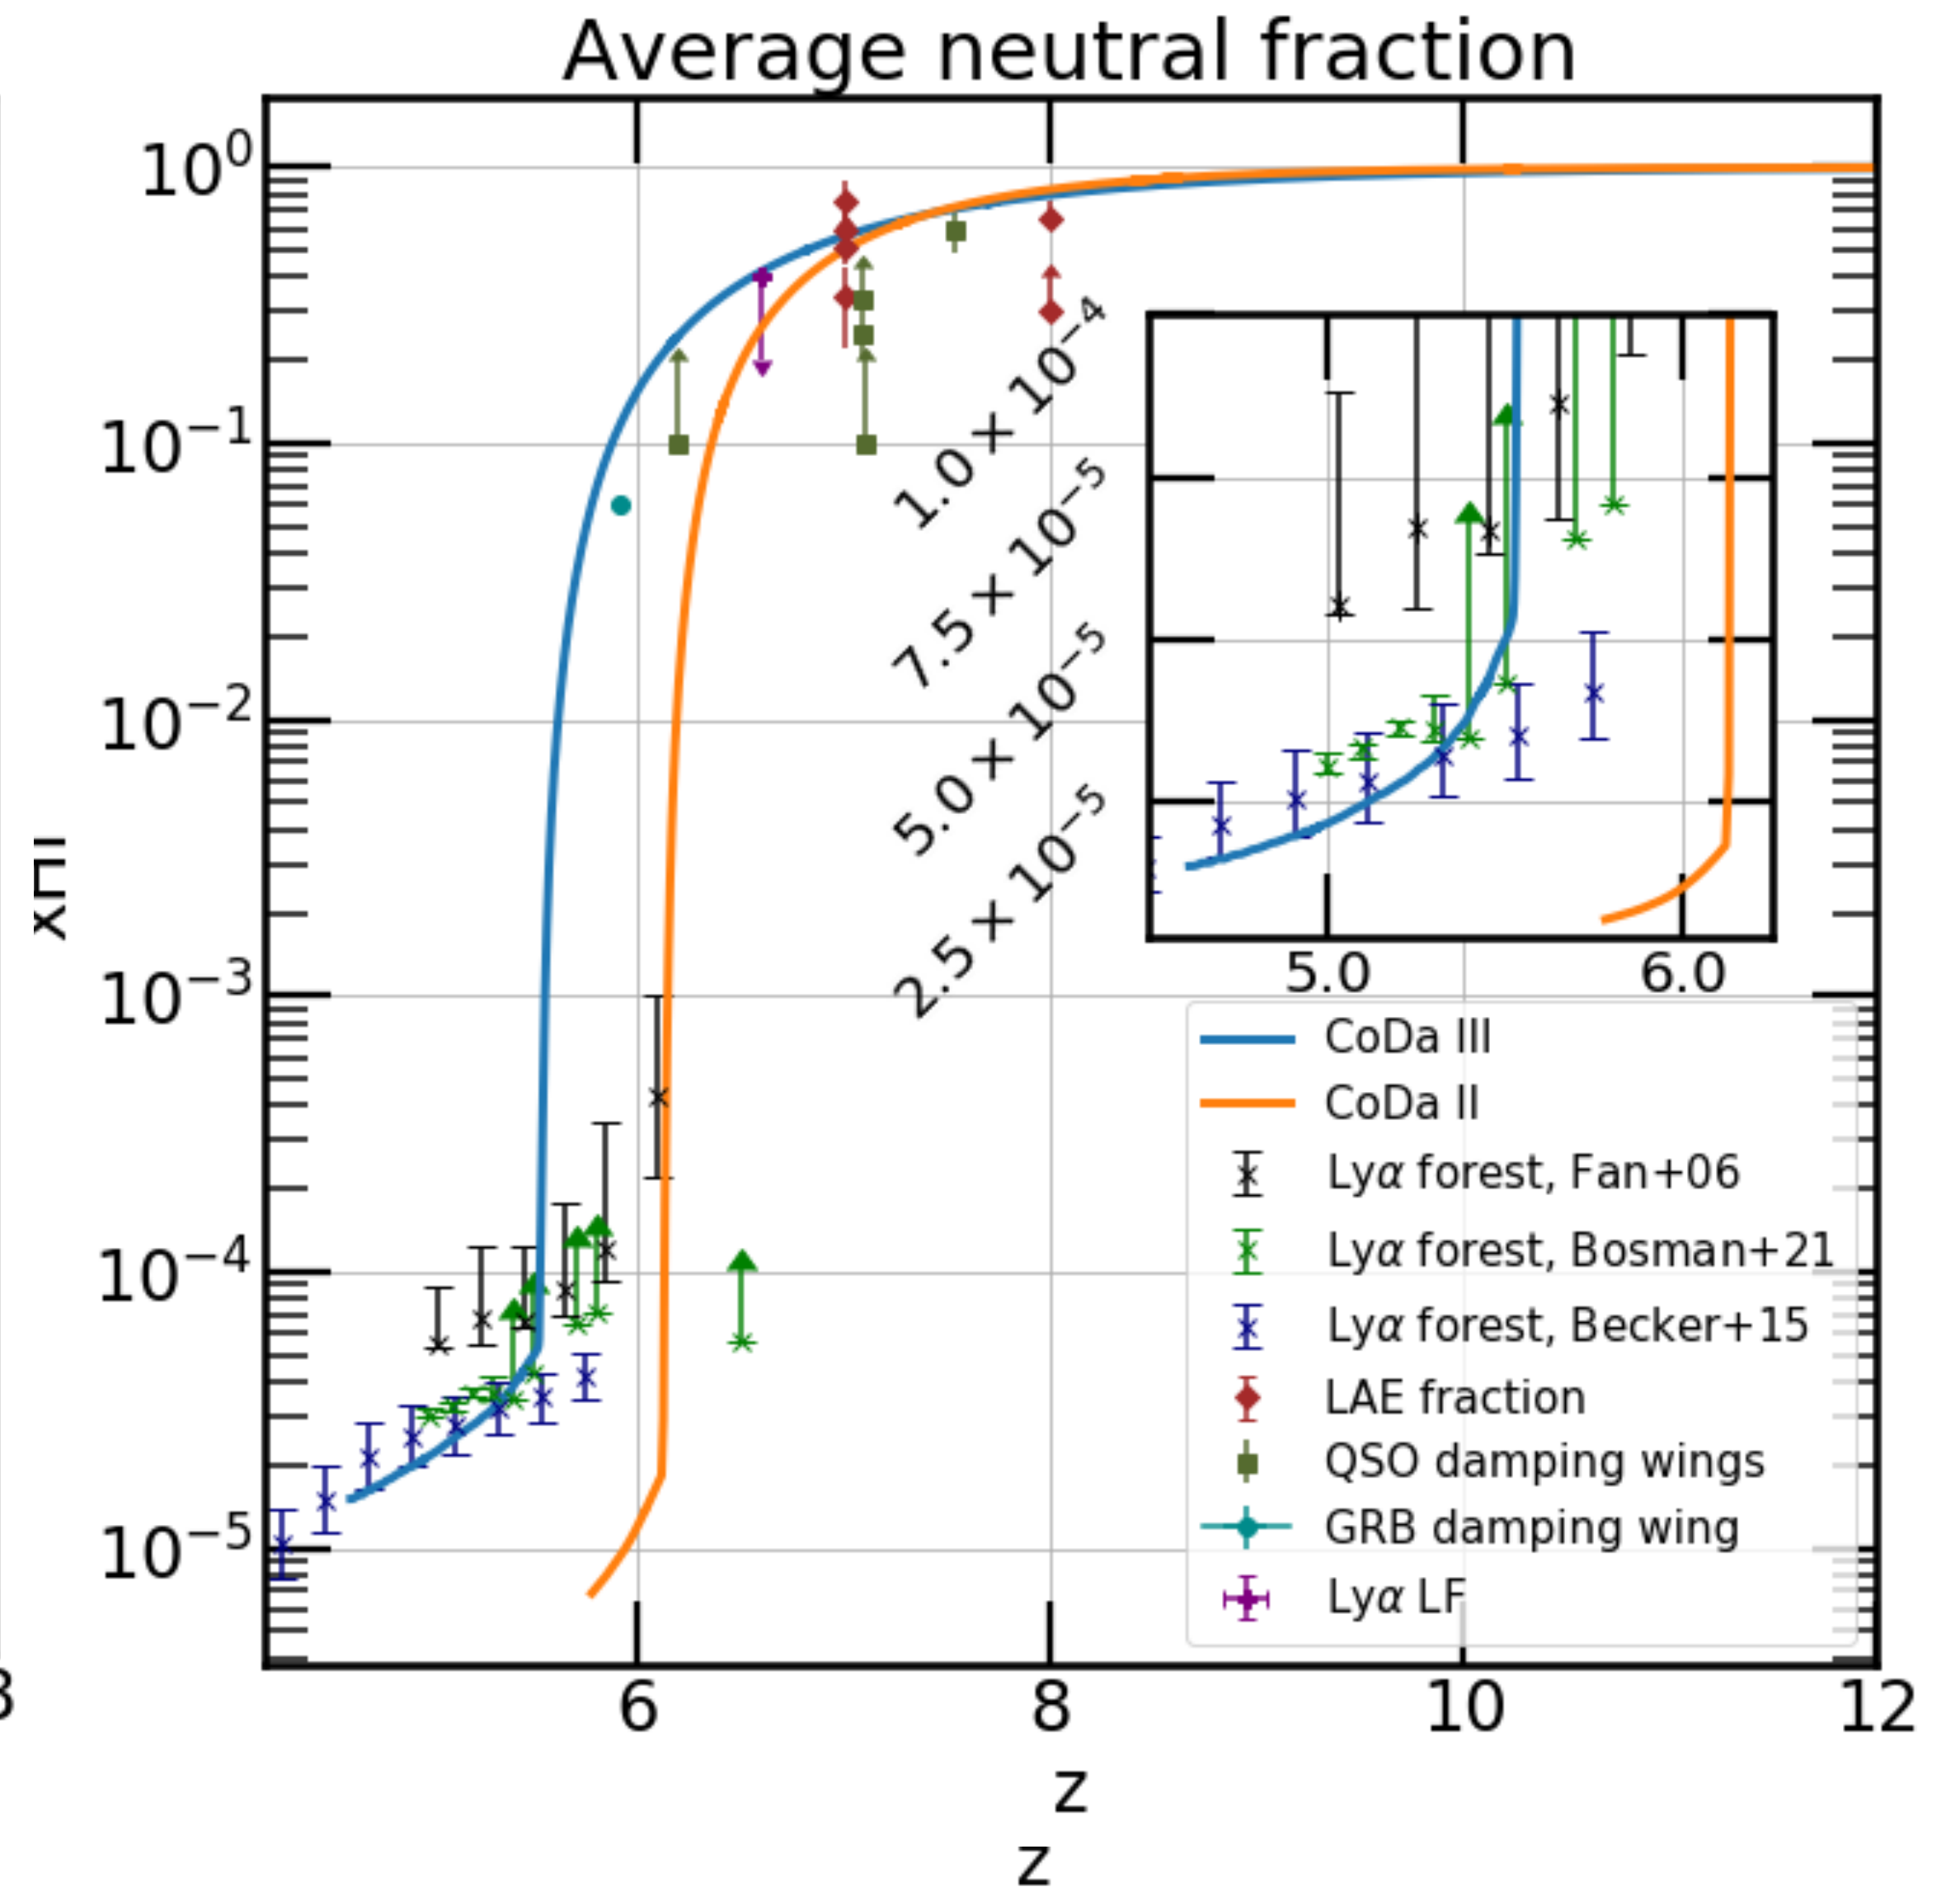 Average neutral fraction
10⁰
10⁻¹
10⁻²
10⁻³
10⁻⁴
10⁻⁵
1.0 × 10⁻⁴
7.5 × 10⁻⁵
5.0 × 10⁻⁵
2.5 × 10⁻⁵
5.0 6.0
CoDa III
CoDa II
Lyα forest, Fan+06
Lyα forest, Bosman+21
Lyα forest, Becker+15
LAE fraction
QSO damping wings
GRB damping wing
Lyα LF
6 8 10 12
z
z